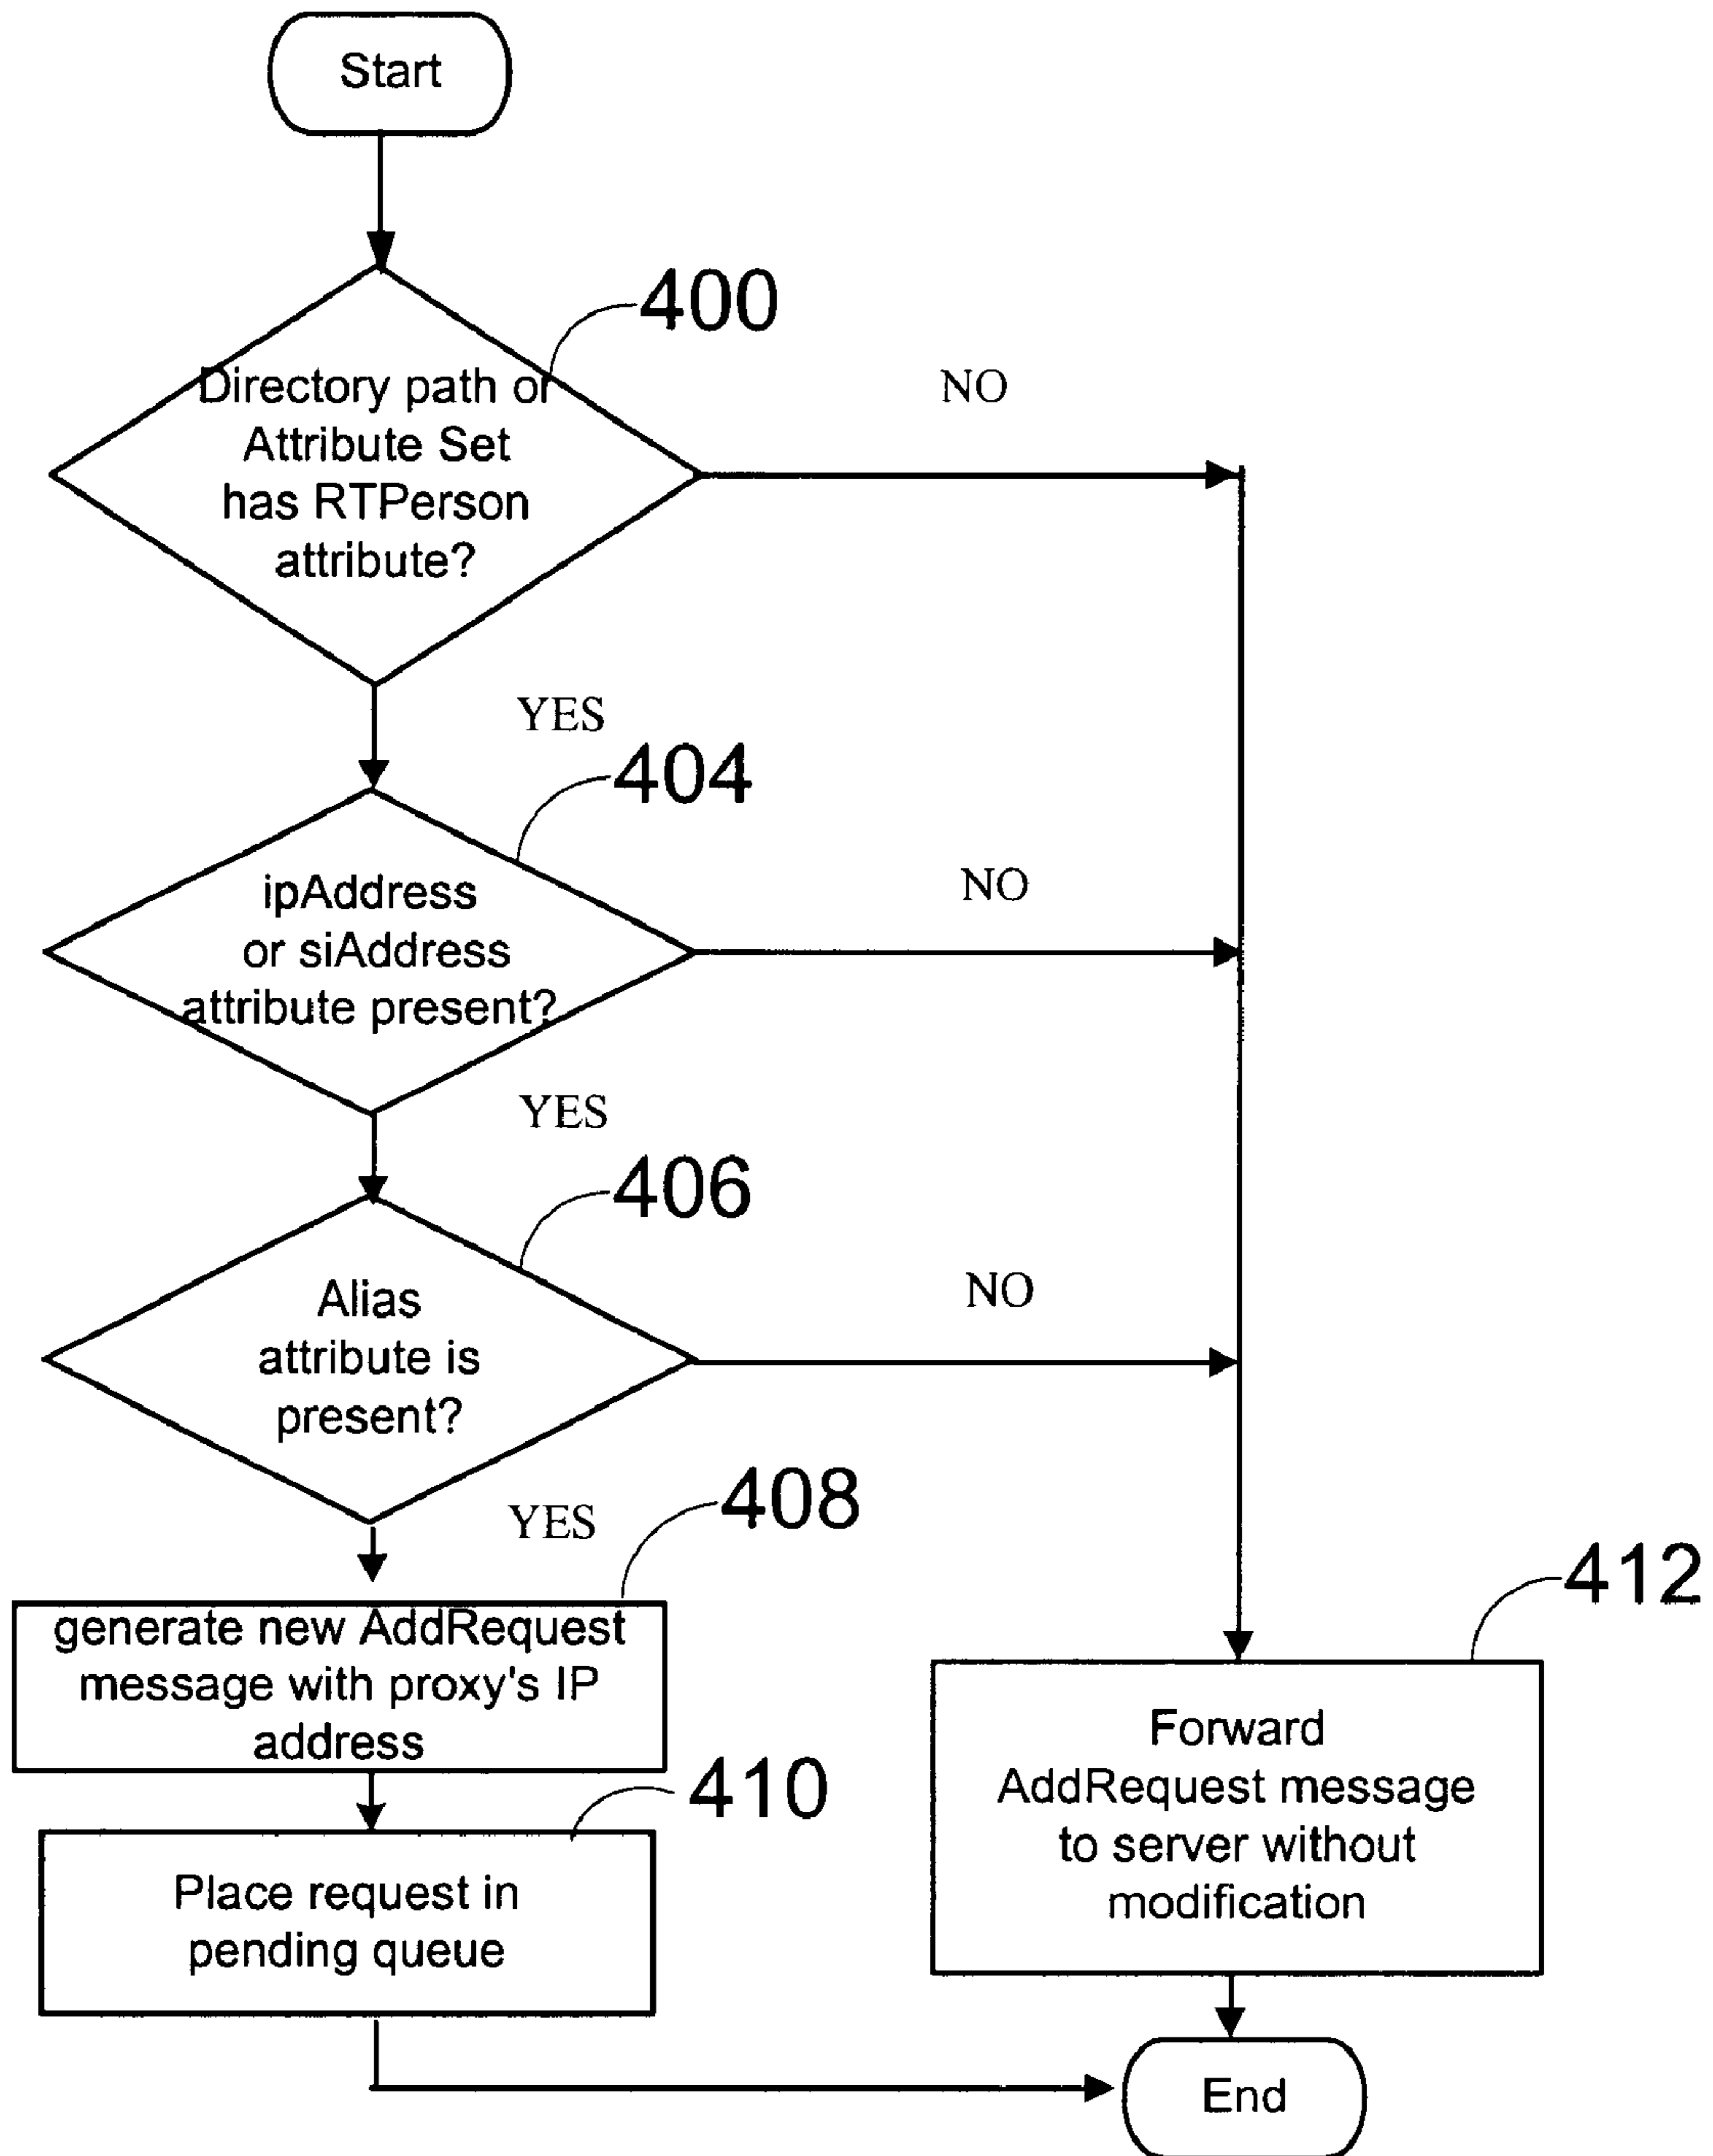 Start
400
Directory path or
Attribute Set
has RTPerson
attribute?
NO
YES
404
ipAddress
or siAddress
attribute present?
NO
YES
406
Alias
attribute is
present?
NO
YES
408
generate new AddRequest
message with proxy's IP
address
410
Place request in
pending queue
412
Forward
AddRequest message
to server without
modification
End